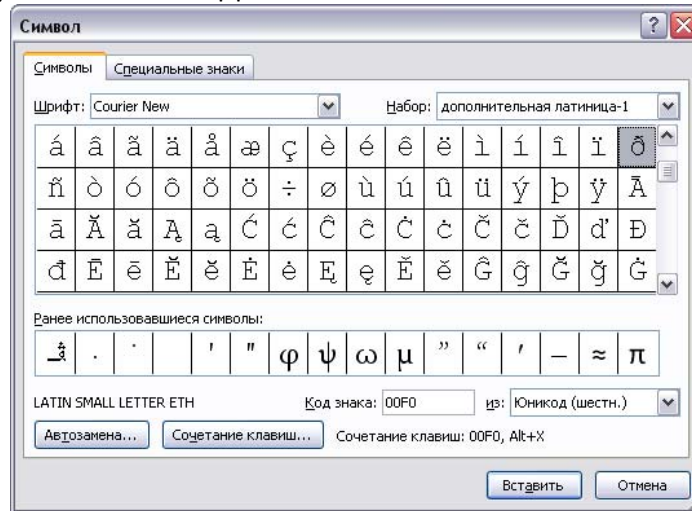 Символ
Символы Специальные знаки
Шрифт: Courier New Набор: дополнительная латиница-1
á â ã ä å æ ç è é ê ë ì í î ï ð
ñ ò ó ô õ ö ÷ ø ù ú û ü ý þ ÿ Ā
ā Ă ă Ą ą Ć ć Ĉ ĉ Ċ ċ Č č Ď ď Đ
đ Ē ē Ĕ ĕ Ė ė Ę ę Ě ě Ĝ ĝ Ğ ğ Ġ
Ранее использовавшиеся символы:
· ˙ ' " φ ψ ω μ ” “ ′ – ≈ π
LATIN SMALL LETTER ETH Код знака: 00F0 из: Юникод (шестн.)
Автозамена... Сочетание клавиш... Сочетание клавиш: 00F0, Alt+X
Вставить Отмена